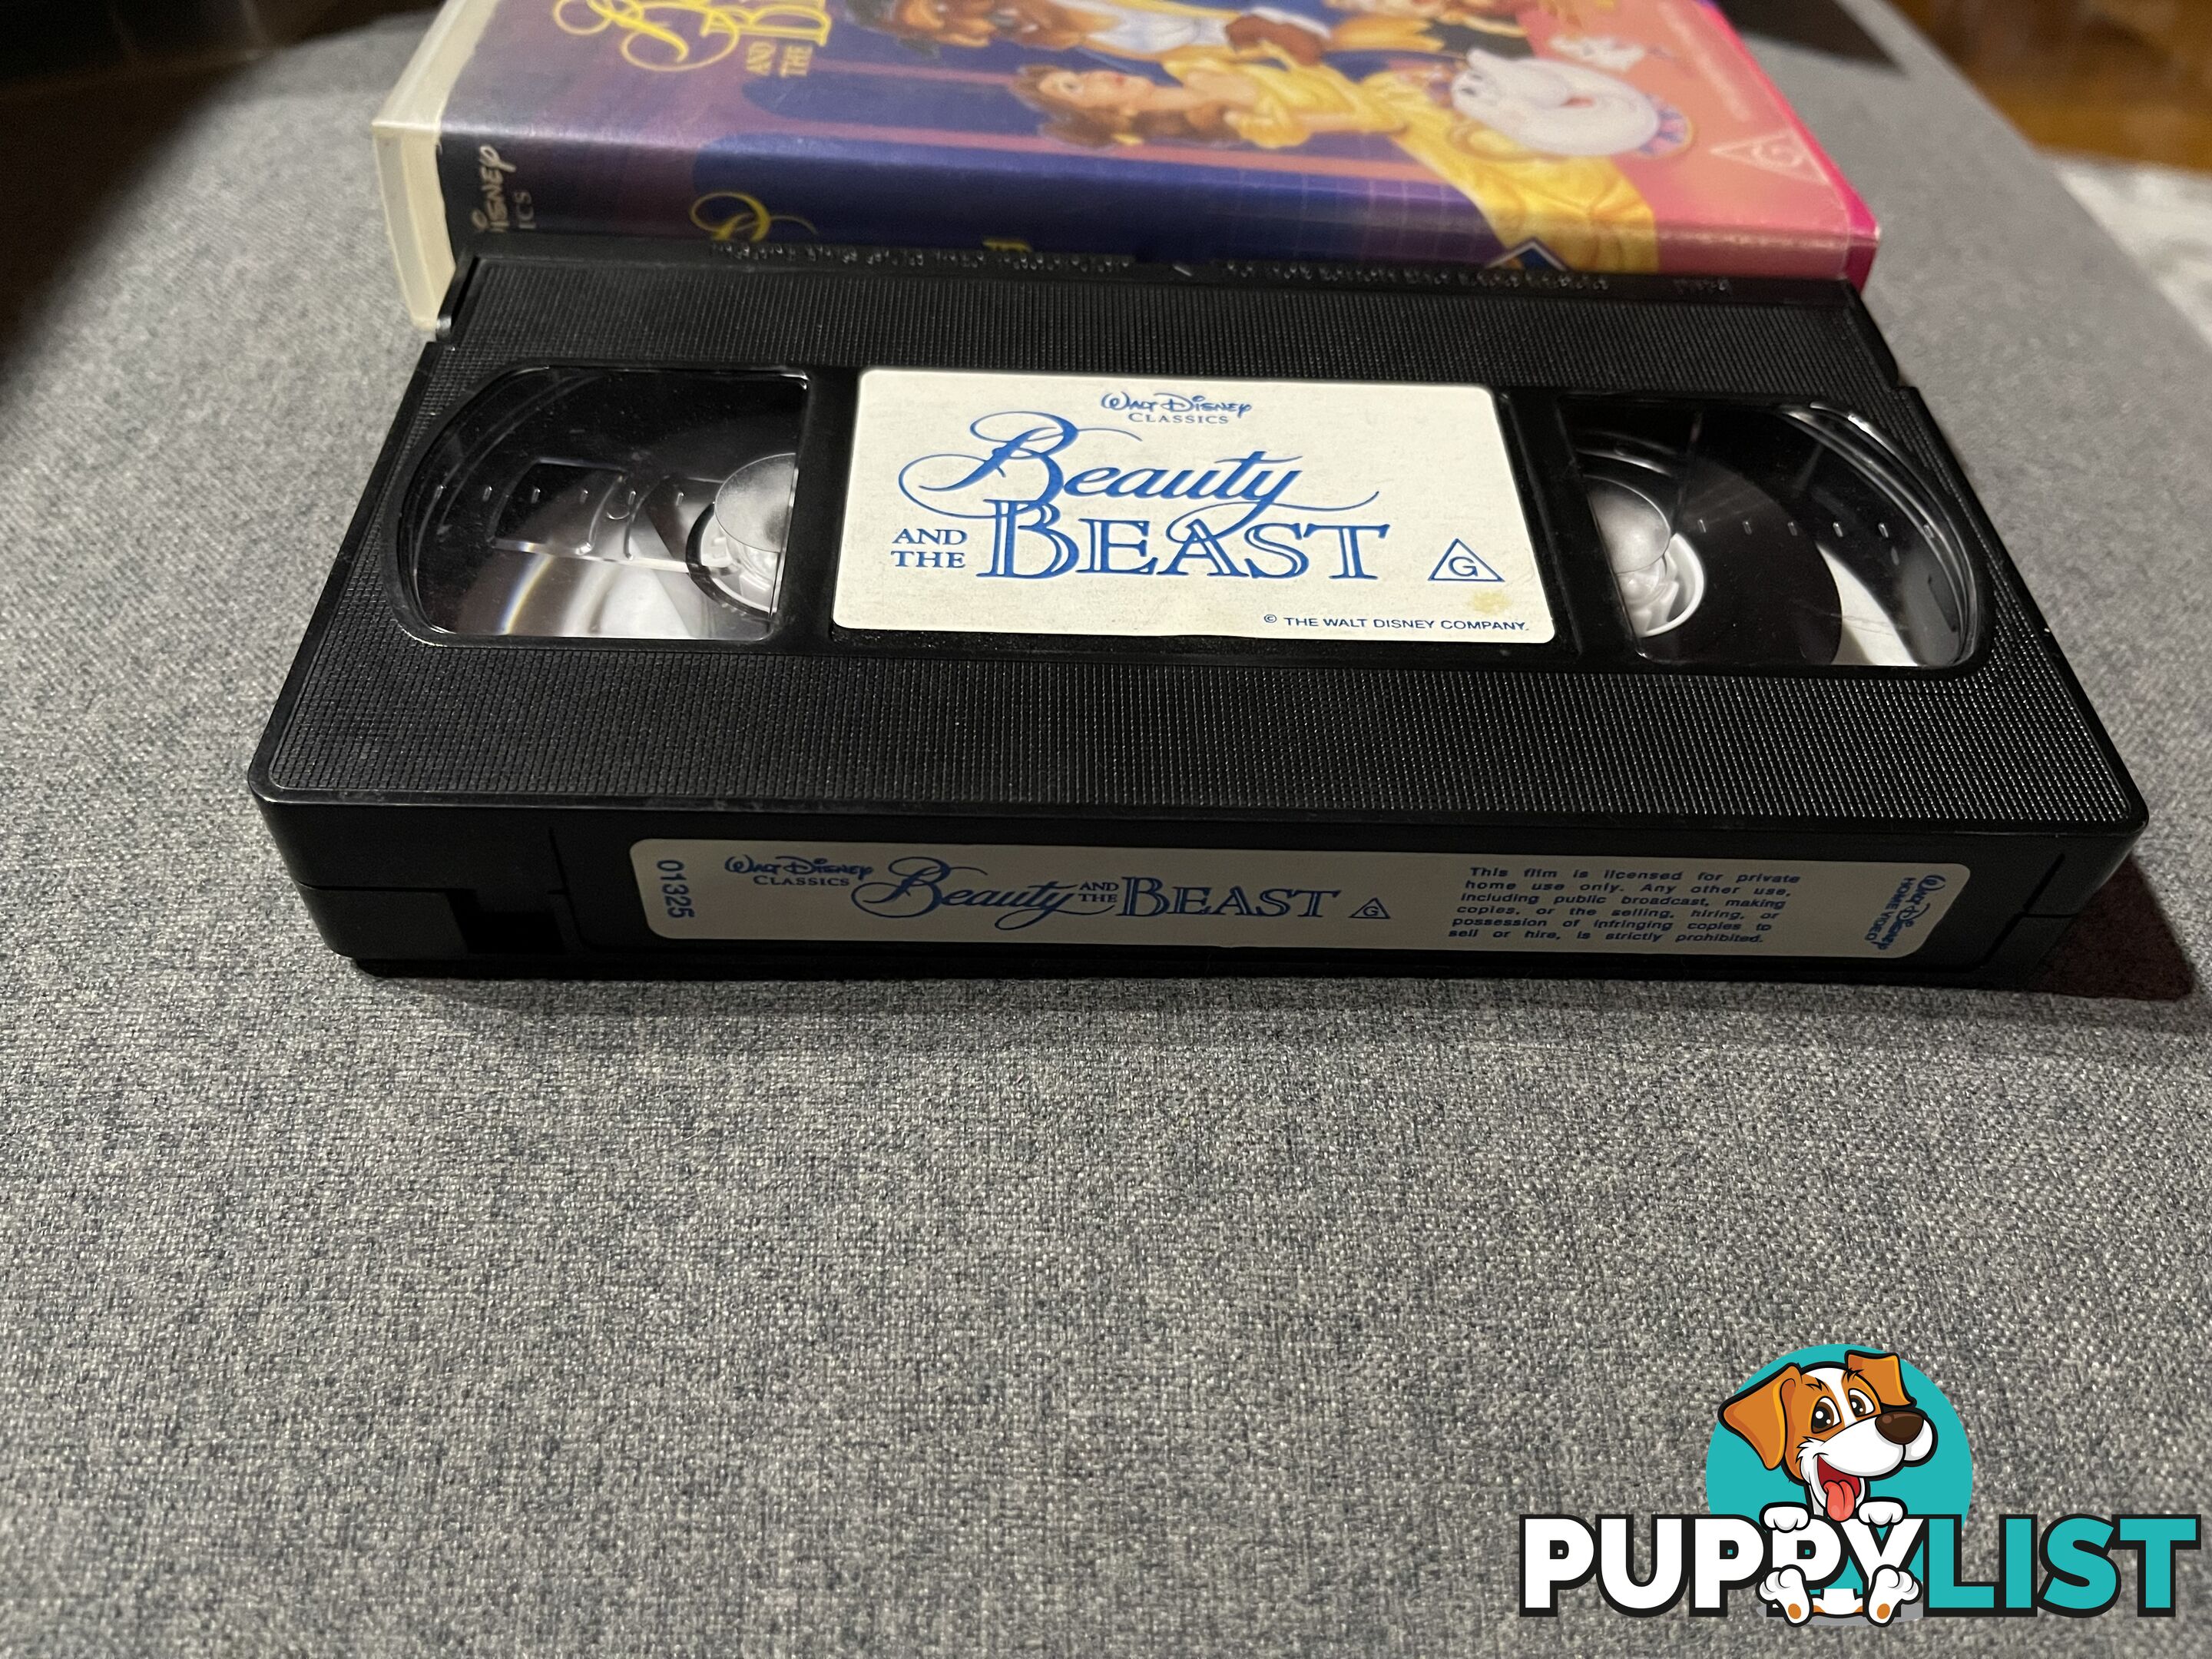 AND
THE
DISNEY
WALT DISNEY
CLASSICS
Beauty
AND
THE
BEAST
G
© THE WALT DISNEY COMPANY.
01325
WALT DISNEY
CLASSICS
Beauty
AND
THE
BEAST
G
This film is licensed for private
home use only. Any other use,
including public broadcast, making
copies, or the selling, hiring, or
possession of infringing copies to
sell or hire, is strictly prohibited.
WALT DISNEY
HOME VIDEO
PUPPYLIST